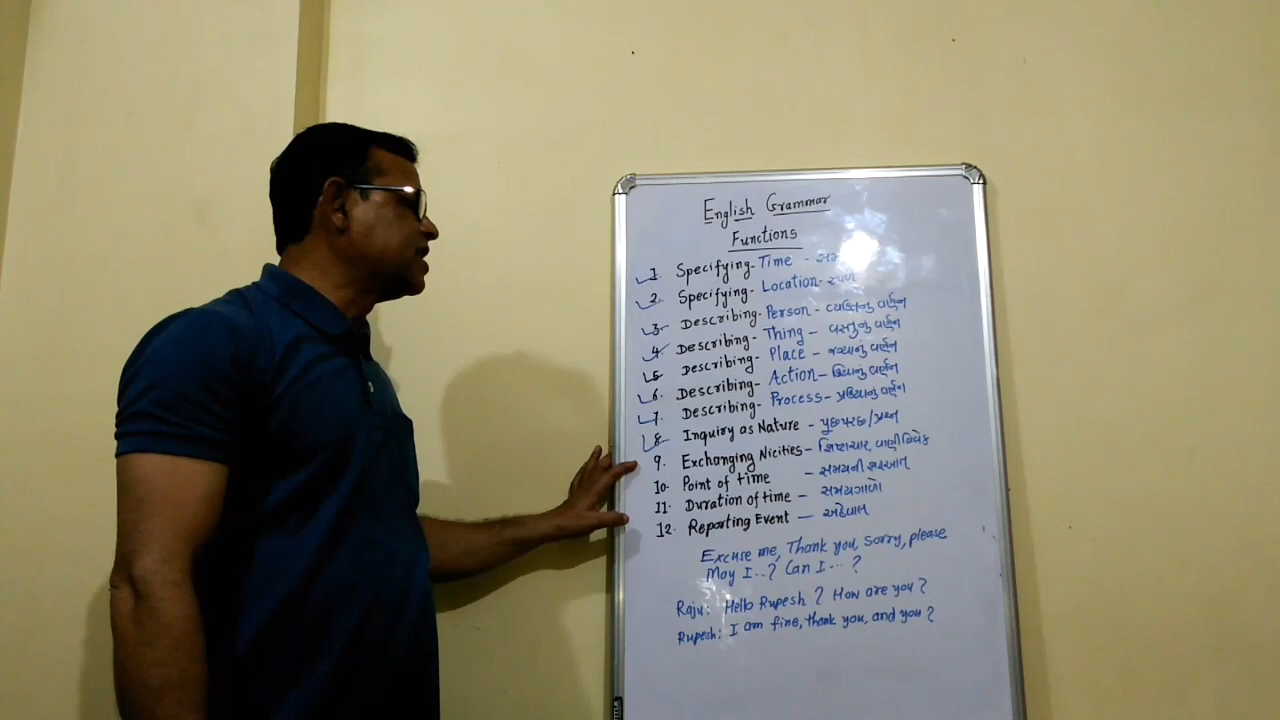 English Grammar
Functions
1. Specifying- Time -
2. Specifying- Location- સ્થળ
3. Describing- Person - વ્યક્તિનું વર્ણન
4. Describing- Thing - વસ્તુનું વર્ણન
5. Describing- Place - જગ્યાનું વર્ણન
6. Describing- Action - ક્રિયાનું વર્ણન
7. Describing- Process - પ્રક્રિયાનું વર્ણન
8. Inquiry as Nature - પૂછપરછ/પ્રશ્ન
9. Exchanging Nicities - શિષ્ટાચાર, વાણી વિવેક
10. Point of time - સમયની શરૂઆત
11. Duration of time - સમયગાળો
12. Reporting Event - અહેવાલ
Excuse me, Thank you, Sorry, please
May I..? Can I...?
Raju: Hello Rupesh? How are you?
Rupesh: I am fine, thank you, and you?